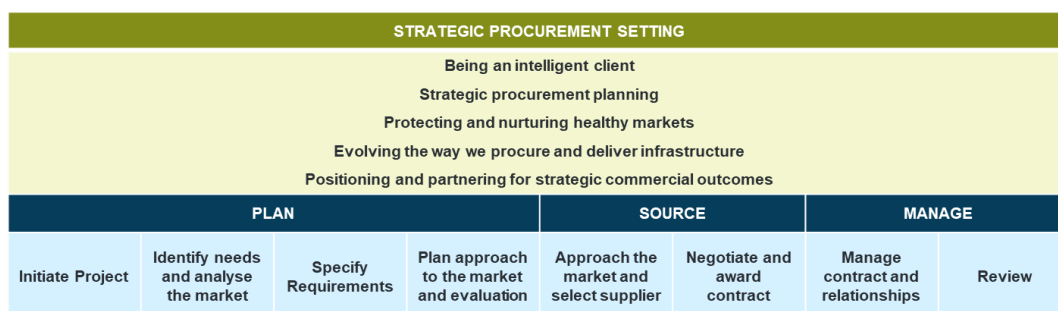 STRATEGIC PROCUREMENT SETTING
Being an intelligent client
Strategic procurement planning
Protecting and nurturing healthy markets
Evolving the way we procure and deliver infrastructure
Positioning and partnering for strategic commercial outcomes
PLAN
SOURCE
MANAGE
Initiate Project
Identify needs
and analyse
the market
Specify
Requirements
Plan approach
to the market
and evaluation
Approach the
market and
select supplier
Negotiate and
award
contract
Manage
contract and
relationships
Review